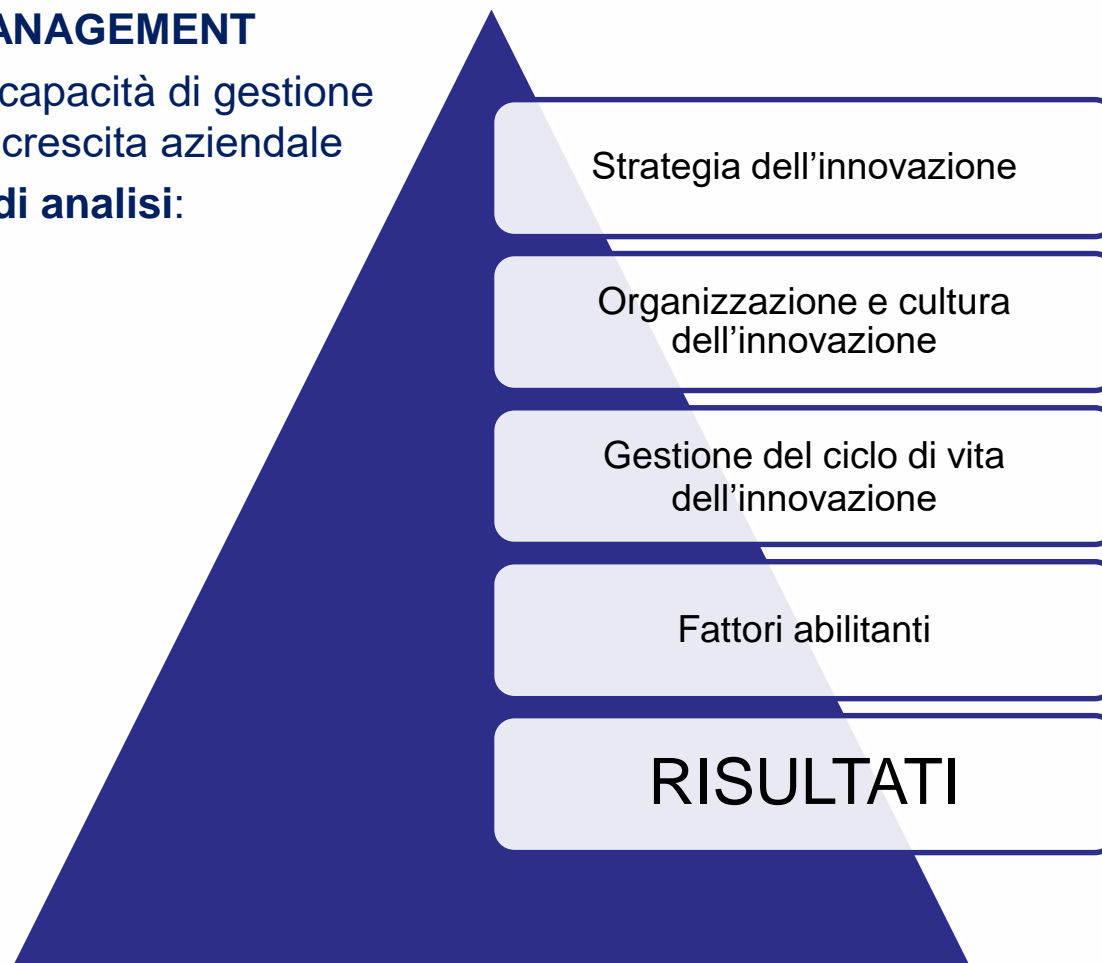 ANAGEMENT
capacità di gestione
crescita aziendale
di analisi:
Strategia dell’innovazione
Organizzazione e cultura
dell’innovazione
Gestione del ciclo di vita
dell’innovazione
Fattori abilitanti
RISULTATI